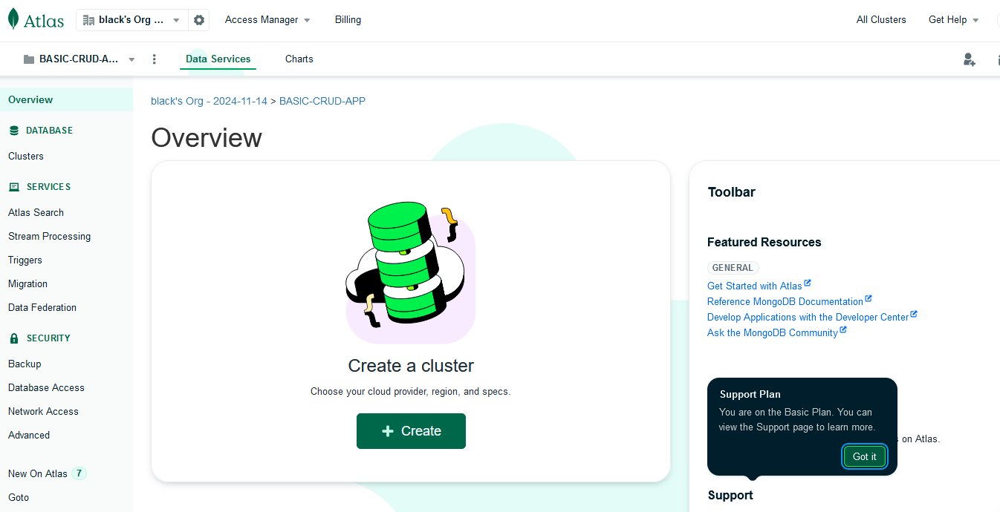 Atlas
black's Org ...
Access Manager
Billing
All Clusters
Get Help
BASIC-CRUD-A...
Data Services
Charts
Overview
DATABASE
Clusters
SERVICES
Atlas Search
Stream Processing
Triggers
Migration
Data Federation
SECURITY
Backup
Database Access
Network Access
Advanced
New On Atlas 7
Goto
black's Org - 2024-11-14 > BASIC-CRUD-APP
Overview
Create a cluster
Choose your cloud provider, region, and specs.
+ Create
Toolbar
Featured Resources
GENERAL
Get Started with Atlas
Reference MongoDB Documentation
Develop Applications with the Developer Center
Ask the MongoDB Community
Support Plan
You are on the Basic Plan. You can
view the Support page to learn more.
on Atlas.
Got it
Support